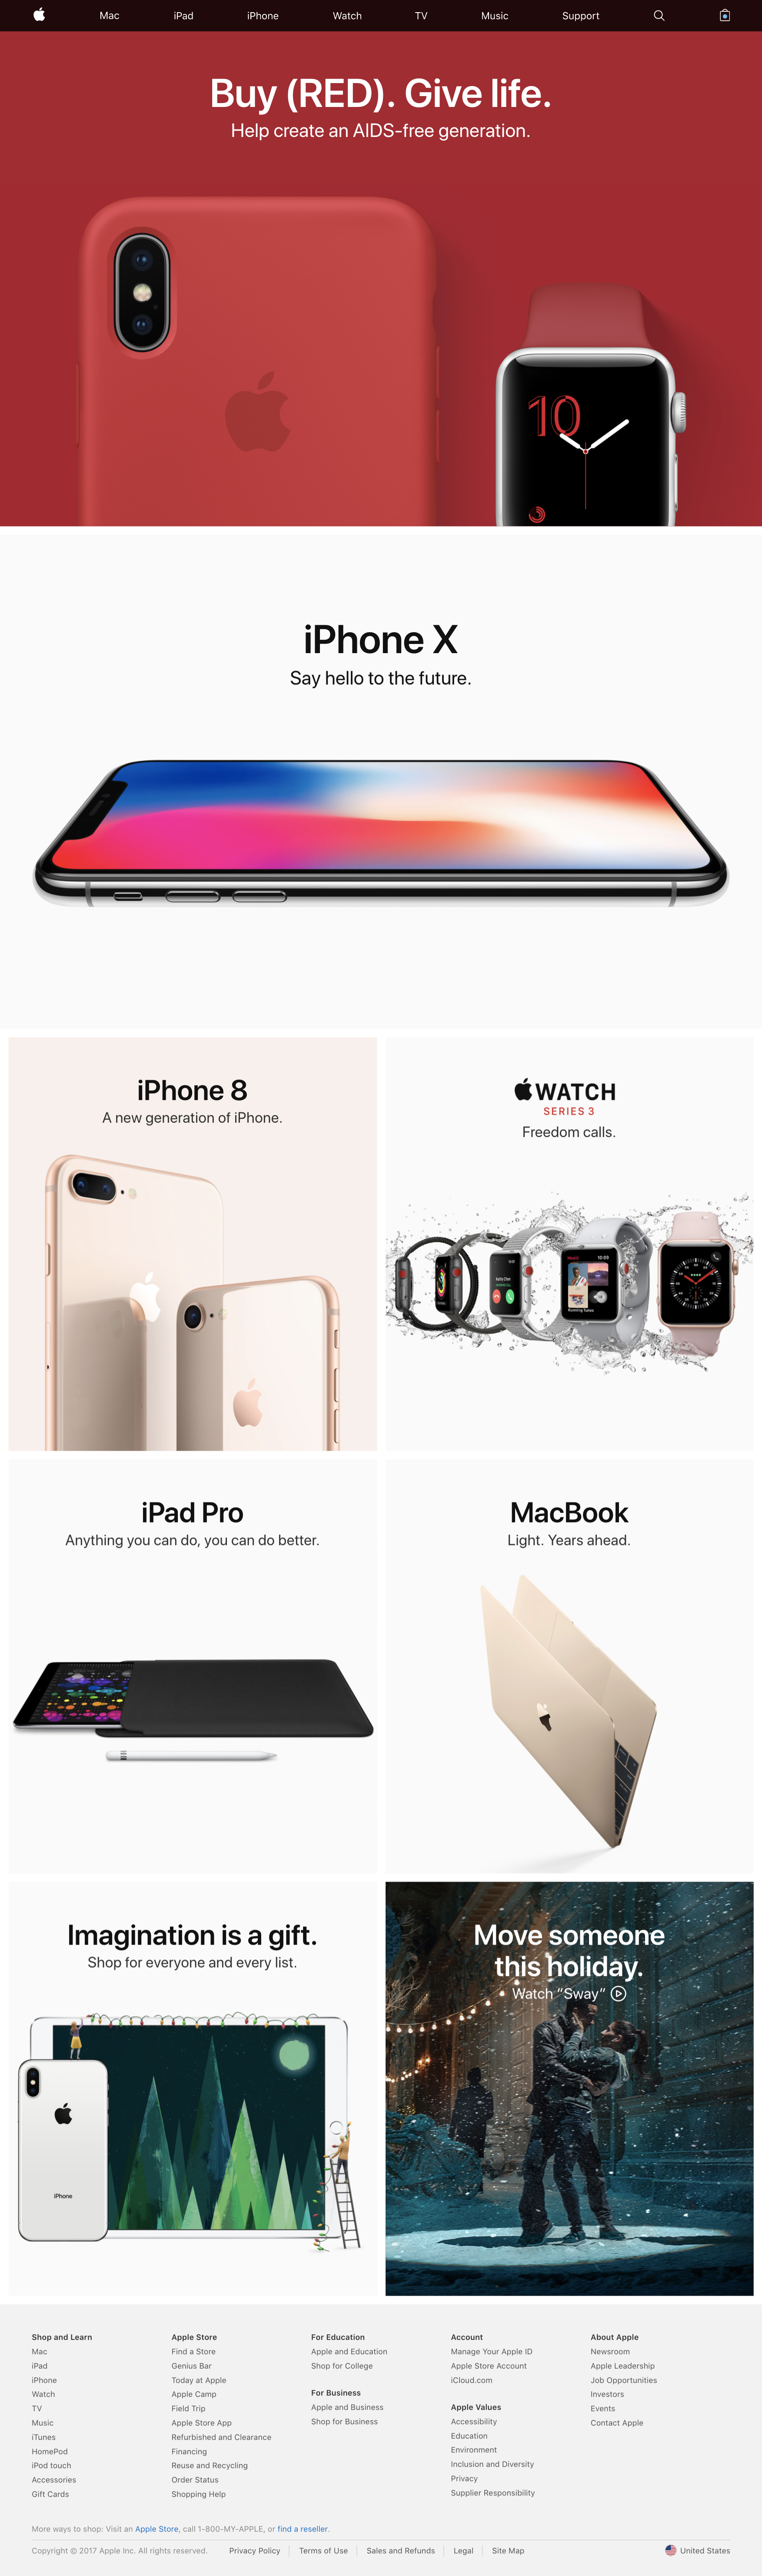 Mac iPad iPhone Watch TV Music Support
Buy (RED). Give life.
Help create an AIDS-free generation.
10
iPhone X
Say hello to the future.
iPhone 8
A new generation of iPhone.
WATCH
SERIES 3
Freedom calls.
iPad Pro
Anything you can do, you can do better.
MacBook
Light. Years ahead.
Imagination is a gift.
Shop for everyone and every list.
iPhone
Move someone
this holiday.
Watch “Sway”
Shop and Learn
Mac
iPad
iPhone
Watch
TV
Music
iTunes
HomePod
iPod touch
Accessories
Gift Cards
Apple Store
Find a Store
Genius Bar
Today at Apple
Apple Camp
Field Trip
Apple Store App
Refurbished and Clearance
Financing
Reuse and Recycling
Order Status
Shopping Help
For Education
Apple and Education
Shop for College
For Business
Apple and Business
Shop for Business
Account
Manage Your Apple ID
Apple Store Account
iCloud.com
Apple Values
Accessibility
Education
Environment
Inclusion and Diversity
Privacy
Supplier Responsibility
About Apple
Newsroom
Apple Leadership
Job Opportunities
Investors
Events
Contact Apple
More ways to shop: Visit an Apple Store, call 1-800-MY-APPLE, or find a reseller.
Copyright © 2017 Apple Inc. All rights reserved. Privacy Policy Terms of Use Sales and Refunds Legal Site Map United States